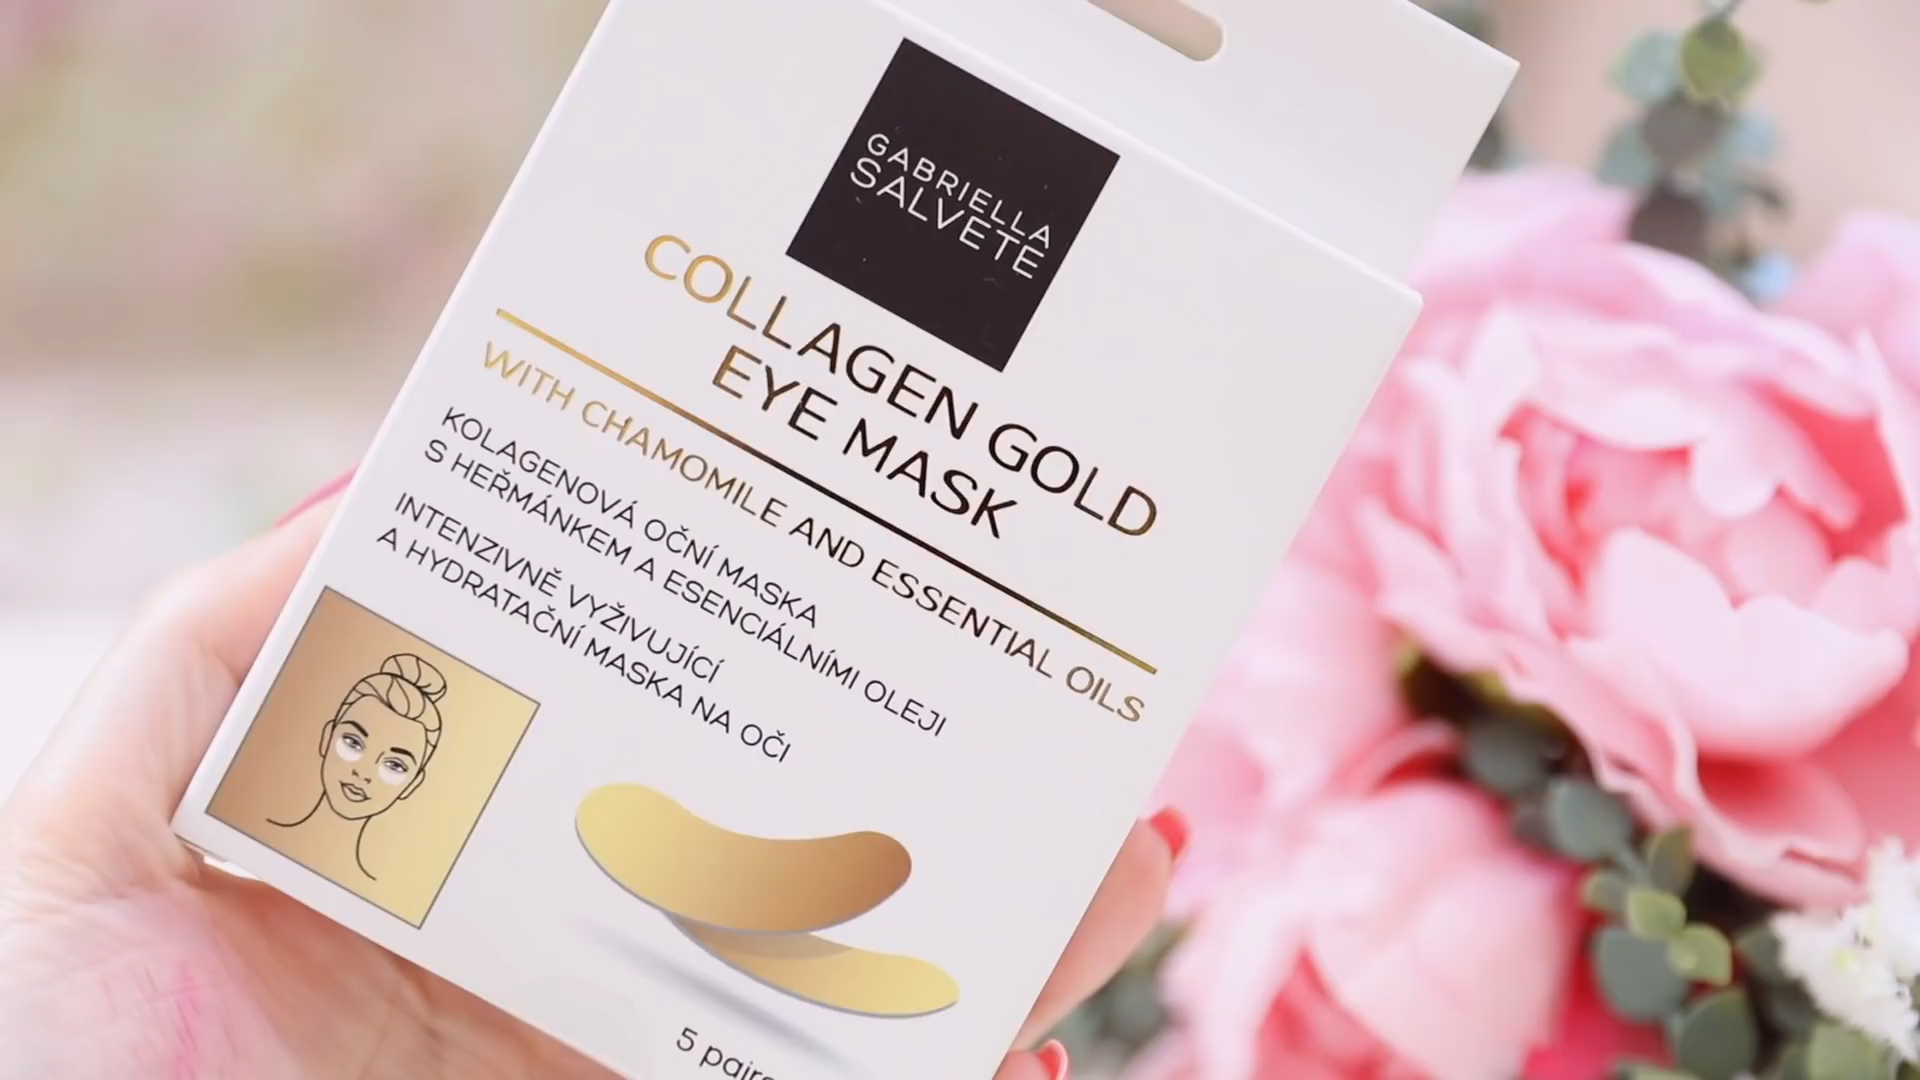 GABRIELLA
SALVETE
COLLAGEN GOLD
EYE MASK
WITH CHAMOMILE AND ESSENTIAL OILS
KOLAGENOVÁ OČNÍ MASKA
S HEŘMÁNKEM A ESENCIÁLNÍMI OLEJI
INTENZIVNĚ VYŽIVUJÍCÍ
A HYDRATAČNÍ MASKA NA OČI
5 pairs